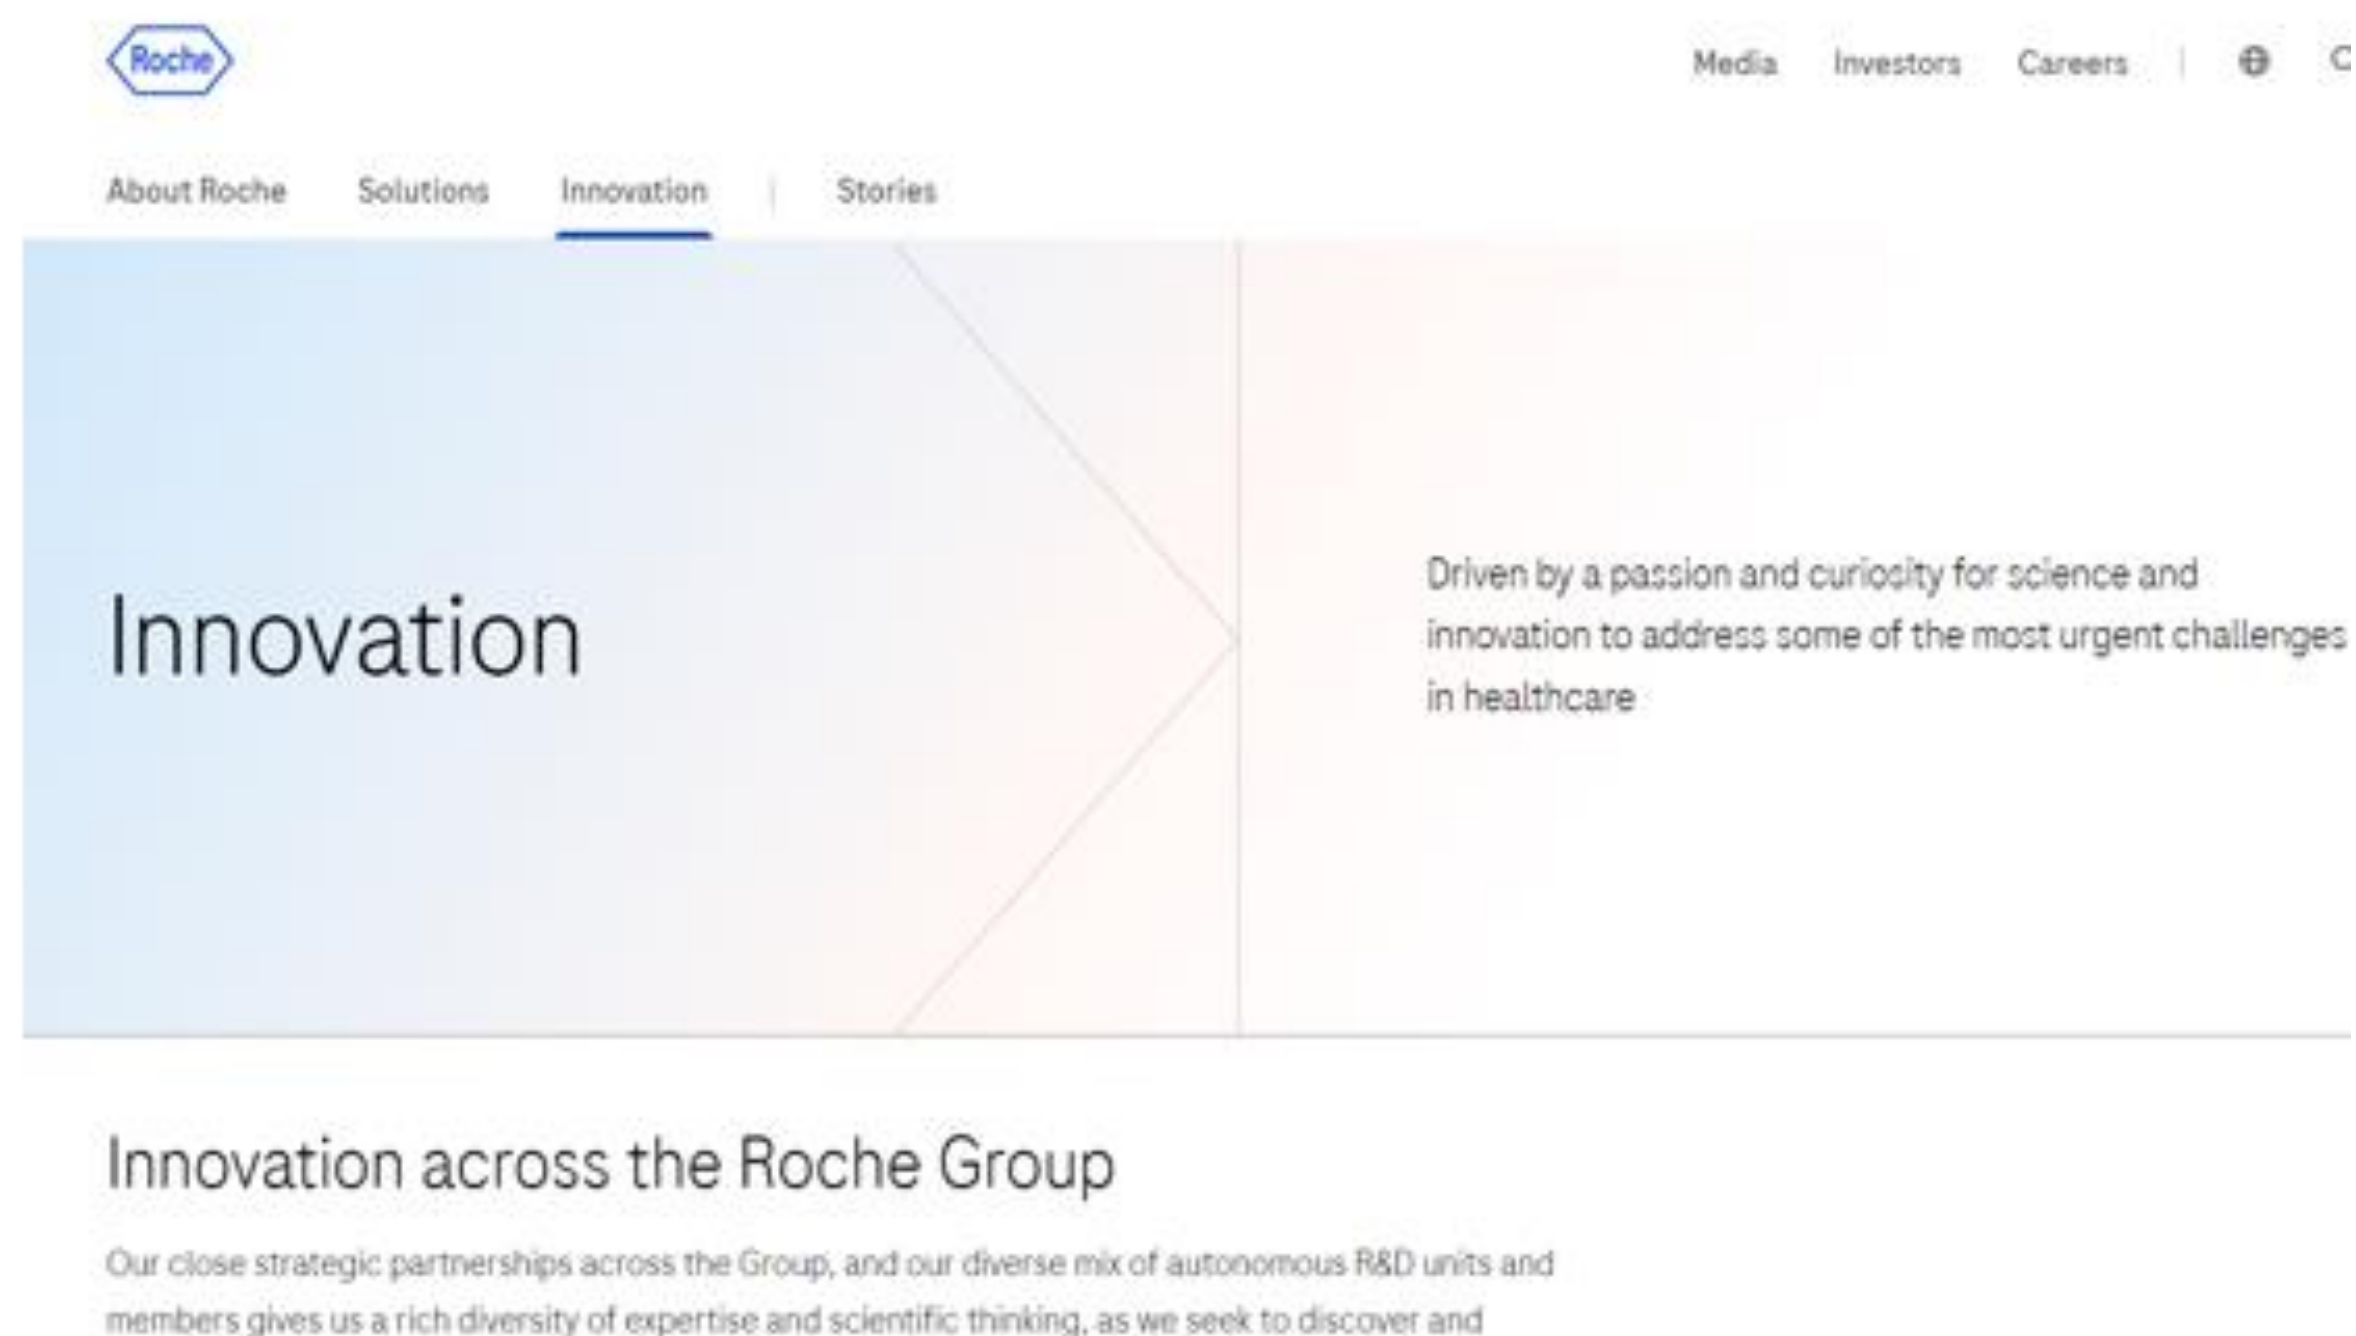 Roche
Media Investors Careers
About Roche Solutions Innovation Stories
Innovation
Driven by a passion and curiosity for science and
innovation to address some of the most urgent challenges
in healthcare
Innovation across the Roche Group
Our close strategic partnerships across the Group, and our diverse mix of autonomous R&D units and
members gives us a rich diversity of expertise and scientific thinking, as we seek to discover and